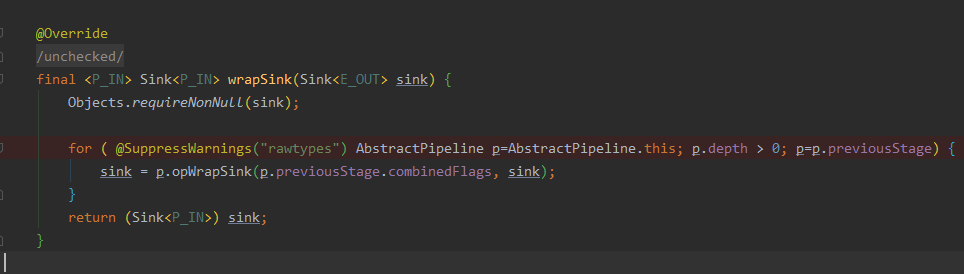 @Override
/unchecked/
final <P_IN> Sink<P_IN> wrapSink(Sink<E_OUT> sink) {
Objects.requireNonNull(sink);
for ( @SuppressWarnings("rawtypes") AbstractPipeline p=AbstractPipeline.this; p.depth > 0; p=p.previousStage) {
sink = p.opWrapSink(p.previousStage.combinedFlags, sink);
}
return (Sink<P_IN>) sink;
}